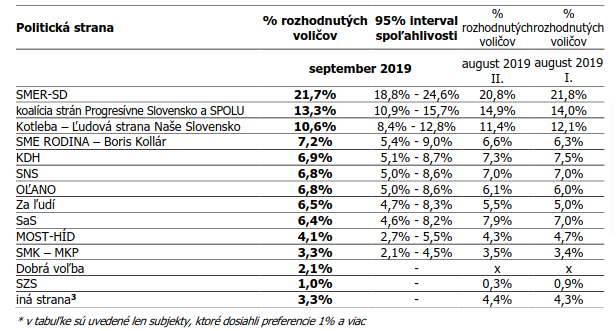 Politická strana % rozhodnutých voličov 95% interval spoľahlivosti % rozhodnutých voličov % rozhodnutých voličov
september 2019 august 2019 II. august 2019 I.
SMER-SD 21,7% 18,8% - 24,6% 20,8% 21,8%
koalícia strán Progresívne Slovensko a SPOLU 13,3% 10,9% - 15,7% 14,9% 14,0%
Kotleba – Ľudová strana Naše Slovensko 10,6% 8,4% - 12,8% 11,4% 12,1%
SME RODINA – Boris Kollár 7,2% 5,4% - 9,0% 6,6% 6,3%
KDH 6,9% 5,1% - 8,7% 7,3% 7,5%
SNS 6,8% 5,0% - 8,6% 7,0% 7,0%
OĽANO 6,8% 5,0% - 8,6% 6,1% 6,0%
Za ľudí 6,5% 4,7% - 8,3% 5,5% 5,0%
SaS 6,4% 4,6% - 8,2% 7,9% 7,0%
MOST-HÍD 4,1% 2,7% - 5,5% 4,3% 4,7%
SMK – MKP 3,3% 2,1% - 4,5% 3,5% 3,4%
Dobrá voľba 2,1% - x x
SZS 1,0% - 0,3% 0,9%
iná strana³ 3,3% - 4,4% 4,3%
* v tabuľke sú uvedené len subjekty, ktoré dosiahli preferencie 1% a viac